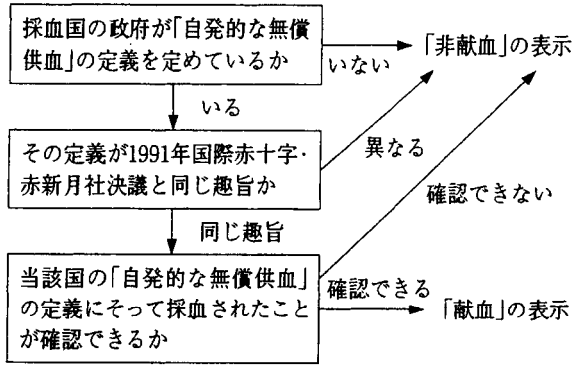 採血国の政府が「自発的な無償
供血」の定義を定めているか
いない
「非献血」の表示
いる
その定義が1991年国際赤十字・
赤新月社決議と同じ趣旨か
異なる
確認できない
同じ趣旨
当該国の「自発的な無償供血」
の定義にそって採血されたこと
が確認できるか
確認できる
「献血」の表示